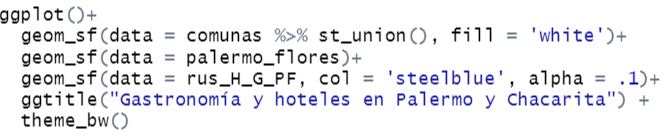 ggplot()+
geom_sf(data = comunas %>% st_union(), fill = 'white')+
geom_sf(data = palermo_flores)+
geom_sf(data = rus_H_G_PF, col = 'steelblue', alpha = .1)+
ggtitle("Gastronomía y hoteles en Palermo y Chacarita") +
theme_bw()